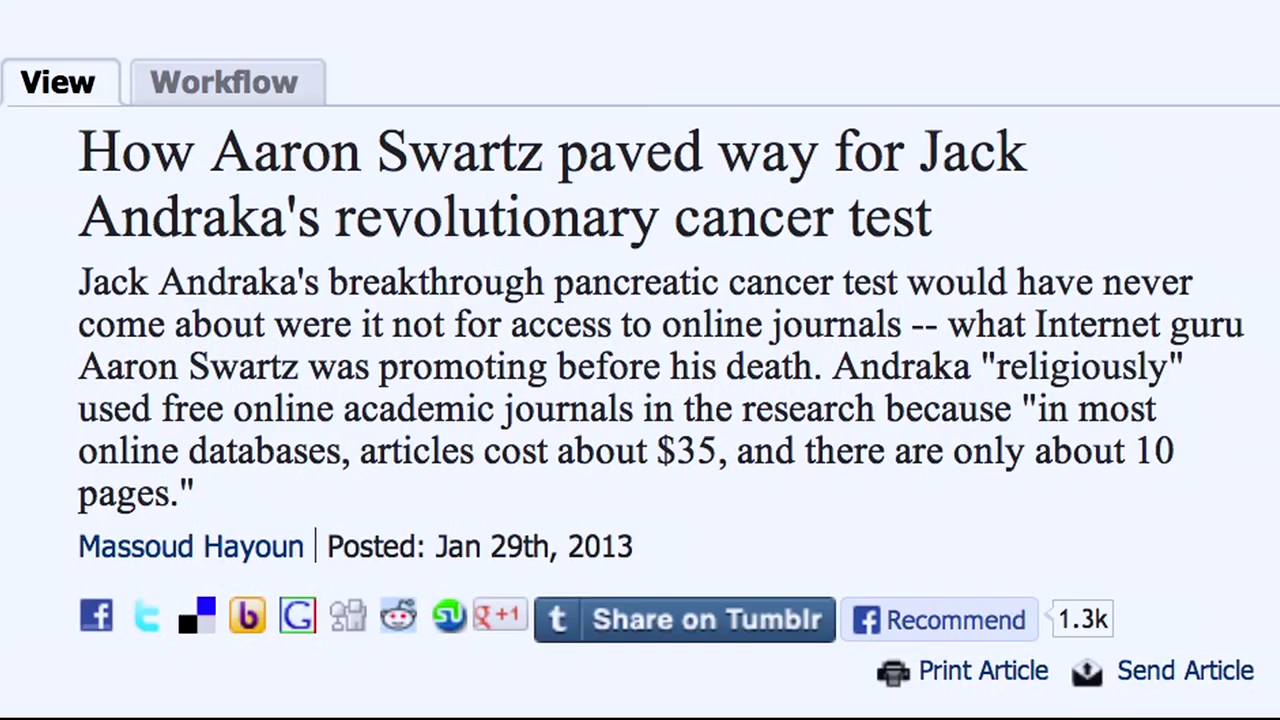 View Workflow
How Aaron Swartz paved way for Jack
Andraka's revolutionary cancer test
Jack Andraka's breakthrough pancreatic cancer test would have never
come about were it not for access to online journals -- what Internet guru
Aaron Swartz was promoting before his death. Andraka "religiously"
used free online academic journals in the research because "in most
online databases, articles cost about $35, and there are only about 10
pages."
Massoud Hayoun | Posted: Jan 29th, 2013
f t b G SU g +1 t Share on Tumblr f Recommend 1.3k
Print Article Send Article